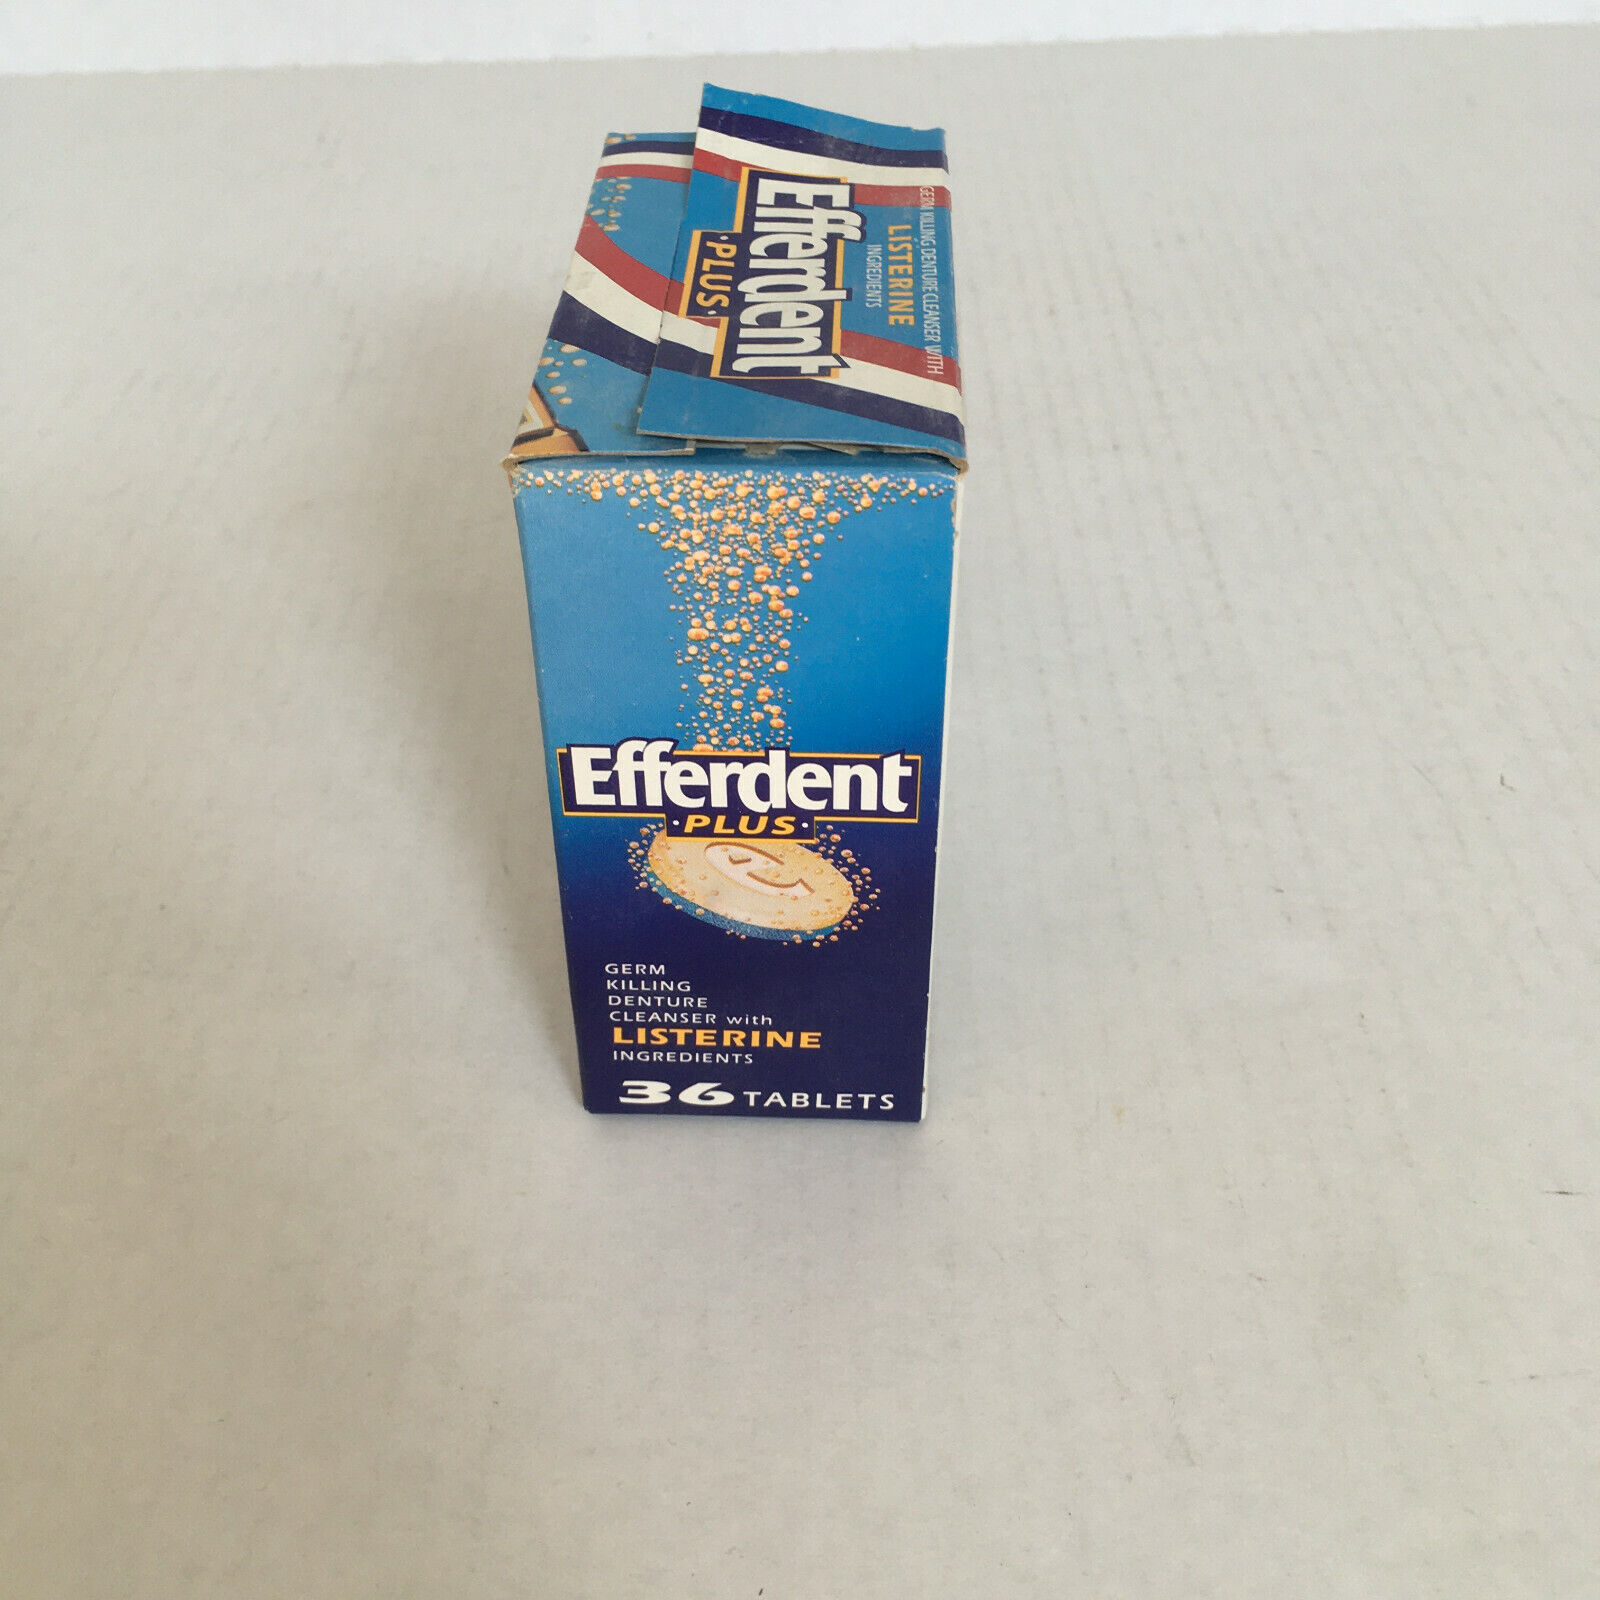 GERM KILLING DENTURE CLEANSER WITH
LISTERINE
INGREDIENTS
Efferdent
·PLUS·
Efferdent
·PLUS·
GERM
KILLING
DENTURE
CLEANSER with
LISTERINE
INGREDIENTS
36 TABLETS